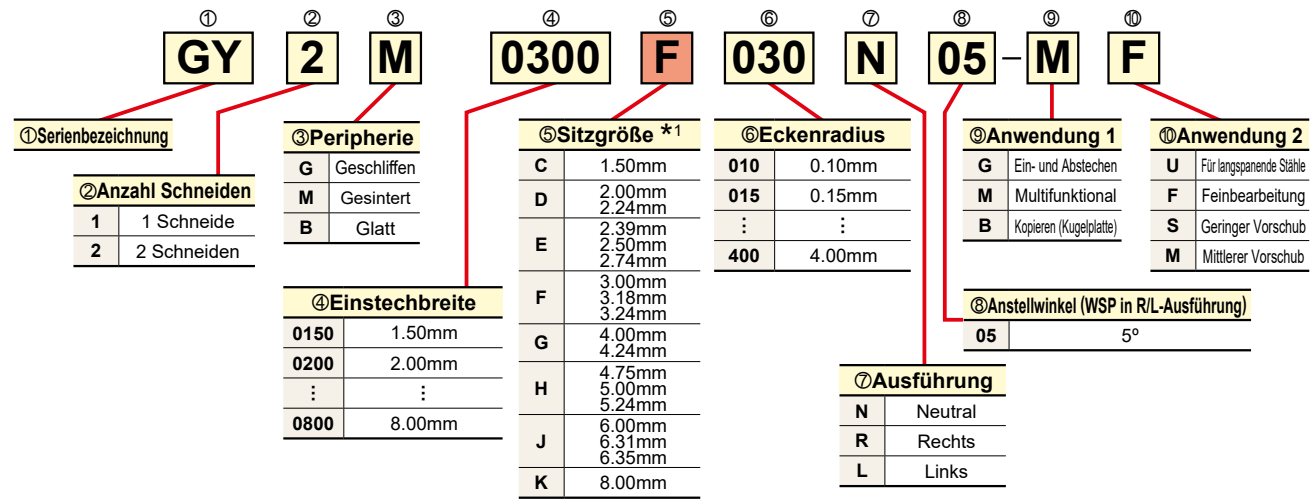 ① ② ③ ④ ⑤ ⑥ ⑦ ⑧ ⑨ ⑩
GY 2 M 0300 F 030 N 05 – M F
①Serienbezeichnung
②Anzahl Schneiden
1 1 Schneide
2 2 Schneiden
③Peripherie
G Geschliffen
M Gesintert
B Glatt
④Einstechbreite
0150 1.50mm
0200 2.00mm
⋮ ⋮
0800 8.00mm
⑤Sitzgröße *1
C 1.50mm
D 2.00mm
2.24mm
E 2.39mm
2.50mm
2.74mm
F 3.00mm
3.18mm
3.24mm
G 4.00mm
4.24mm
H 4.75mm
5.00mm
5.24mm
J 6.00mm
6.31mm
6.35mm
K 8.00mm
⑥Eckenradius
010 0.10mm
015 0.15mm
⋮ ⋮
400 4.00mm
⑦Ausführung
N Neutral
R Rechts
L Links
⑧Anstellwinkel (WSP in R/L-Ausführung)
05 5º
⑨Anwendung 1
G Ein- und Abstechen
M Multifunktional
B Kopieren (Kugelplatte)
⑩Anwendung 2
U Für langspanende Stähle
F Feinbearbeitung
S Geringer Vorschub
M Mittlerer Vorschub